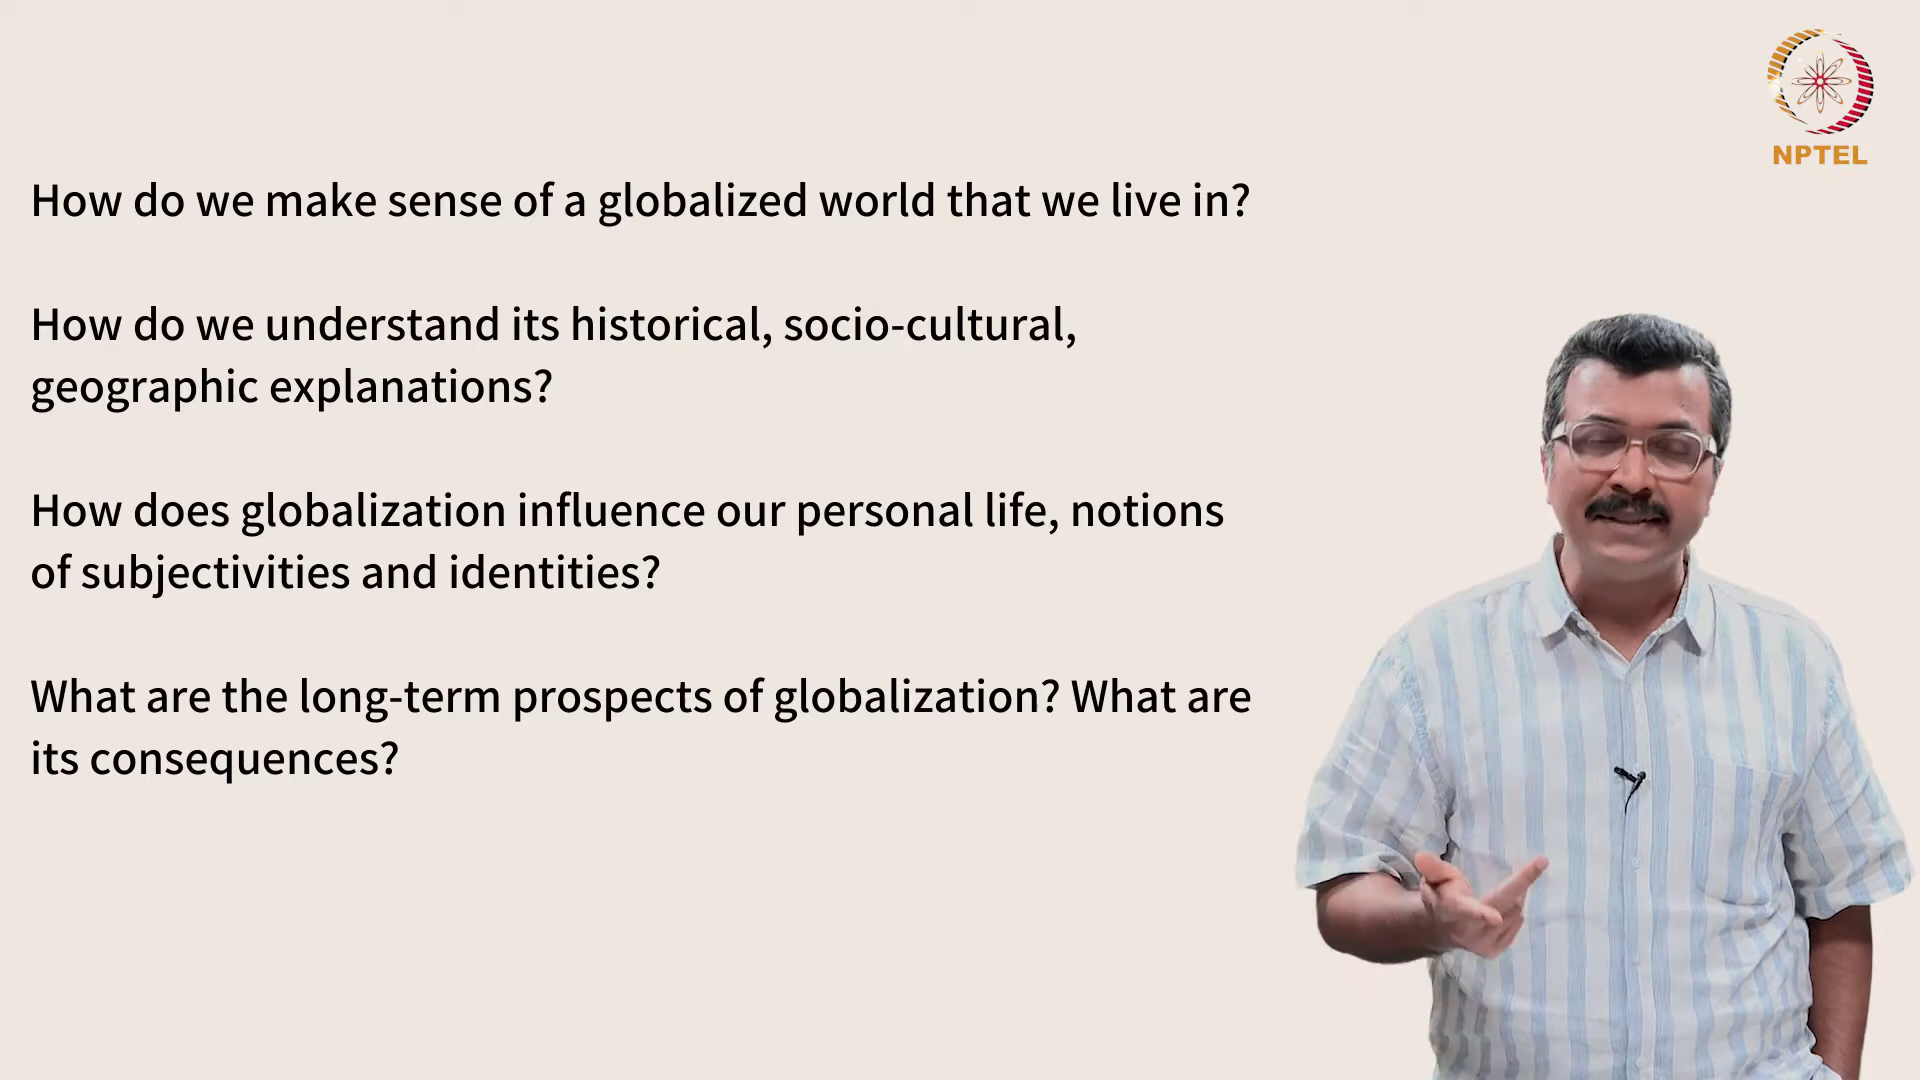 NPTEL
How do we make sense of a globalized world that we live in?
How do we understand its historical, socio-cultural,
geographic explanations?
How does globalization influence our personal life, notions
of subjectivities and identities?
What are the long-term prospects of globalization? What are
its consequences?